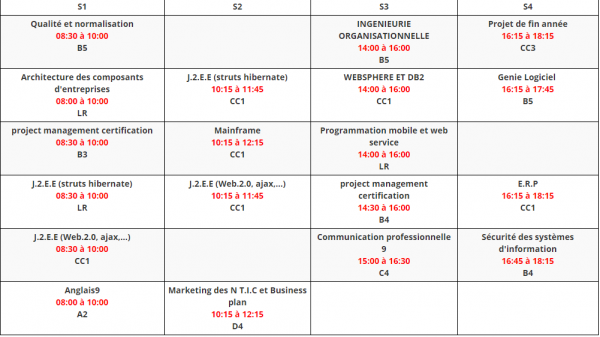 S1
S2
S3
S4
Qualité et normalisation
08:30 à 10:00
B5
INGENIEURIE
ORGANISATIONNELLE
14:00 à 16:00
B5
Projet de fin année
16:15 à 18:15
CC3
Architecture des composants
d'entreprises
08:00 à 10:00
LR
J.2.E.E (struts hibernate)
10:15 à 11:45
CC1
WEBSPHERE ET DB2
14:00 à 16:00
CC1
Genie Logiciel
16:15 à 17:45
B5
project management certification
08:30 à 10:00
B3
Mainframe
10:15 à 12:15
CC1
Programmation mobile et web
service
14:00 à 16:00
LR
J.2.E.E (struts hibernate)
08:30 à 10:00
LR
J.2.E.E (Web.2.0, ajax,...)
10:15 à 11:45
CC1
project management
certification
14:30 à 16:00
B4
E.R.P
16:15 à 18:15
CC1
J.2.E.E (Web.2.0, ajax,...)
08:30 à 10:00
CC1
Communication professionnelle
9
15:00 à 16:30
C4
Sécurité des systèmes
d'information
16:45 à 18:15
B4
Anglais9
08:00 à 10:00
A2
Marketing des N T.I.C et Business
plan
10:15 à 12:15
D4